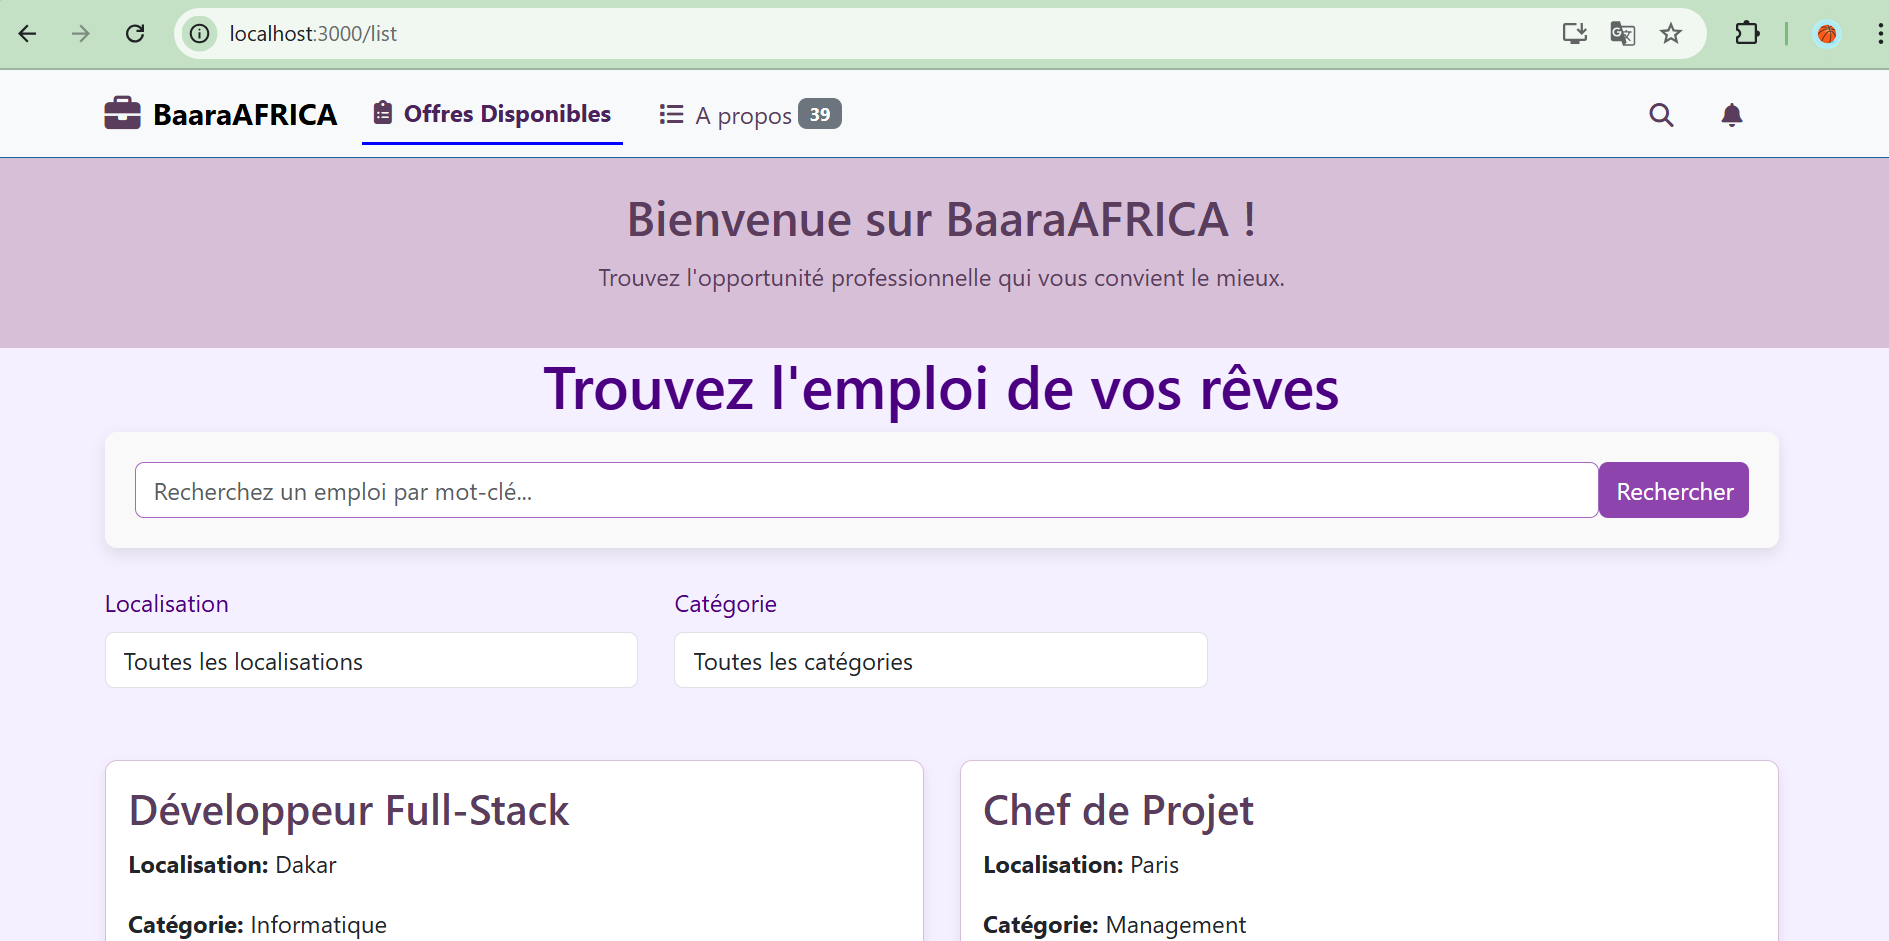 localhost:3000/list
BaaraAFRICA Offres Disponibles A propos 39
Bienvenue sur BaaraAFRICA !
Trouvez l'opportunité professionnelle qui vous convient le mieux.
Trouvez l'emploi de vos rêves
Recherchez un emploi par mot-clé... Rechercher
Localisation Catégorie
Toutes les localisations Toutes les catégories
Développeur Full-Stack
Localisation: Dakar
Catégorie: Informatique
Chef de Projet
Localisation: Paris
Catégorie: Management